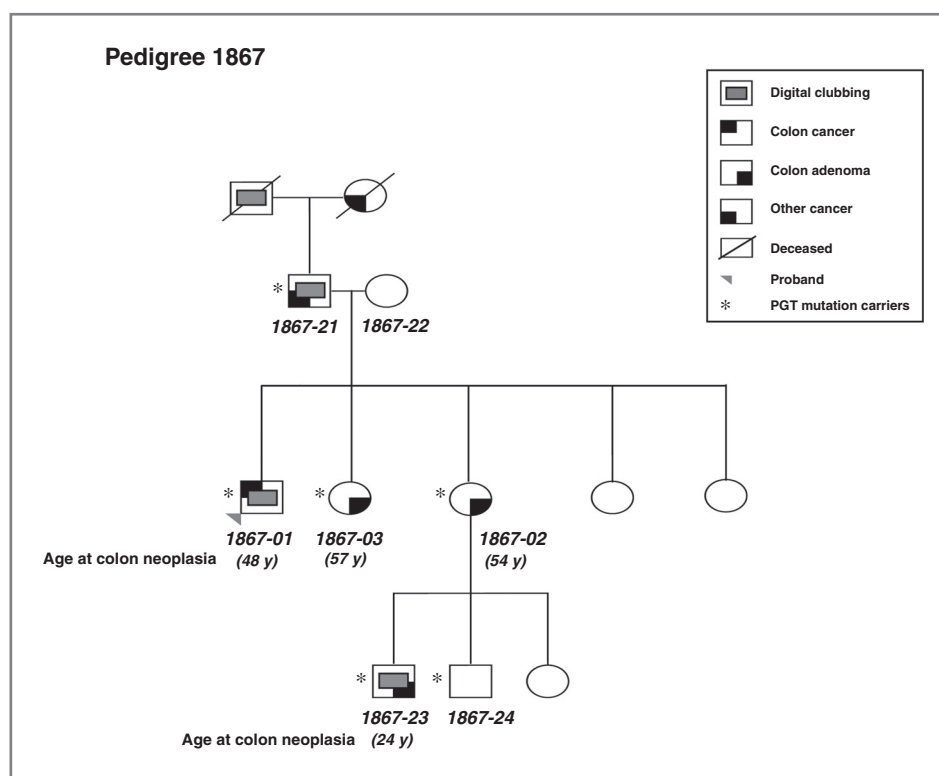 Pedigree 1867
Digital clubbing
Colon cancer
Colon adenoma
Other cancer
Deceased
Proband
* PGT mutation carriers
*
1867-21 1867-22
* * *
1867-01 1867-03 1867-02
Age at colon neoplasia (48 y) (57 y) (54 y)
* *
1867-23 1867-24
Age at colon neoplasia (24 y)